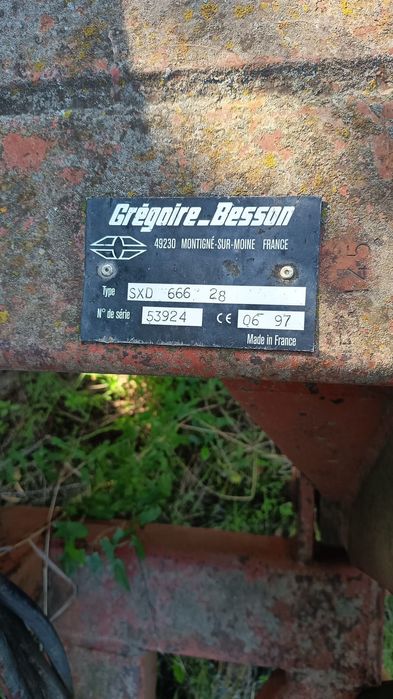 Grégoire_Besson
49230 MONTIGNÉ-SUR-MOINE FRANCE
Type SXD 666 28
N° de série 53924 CE 06 97
Made in France